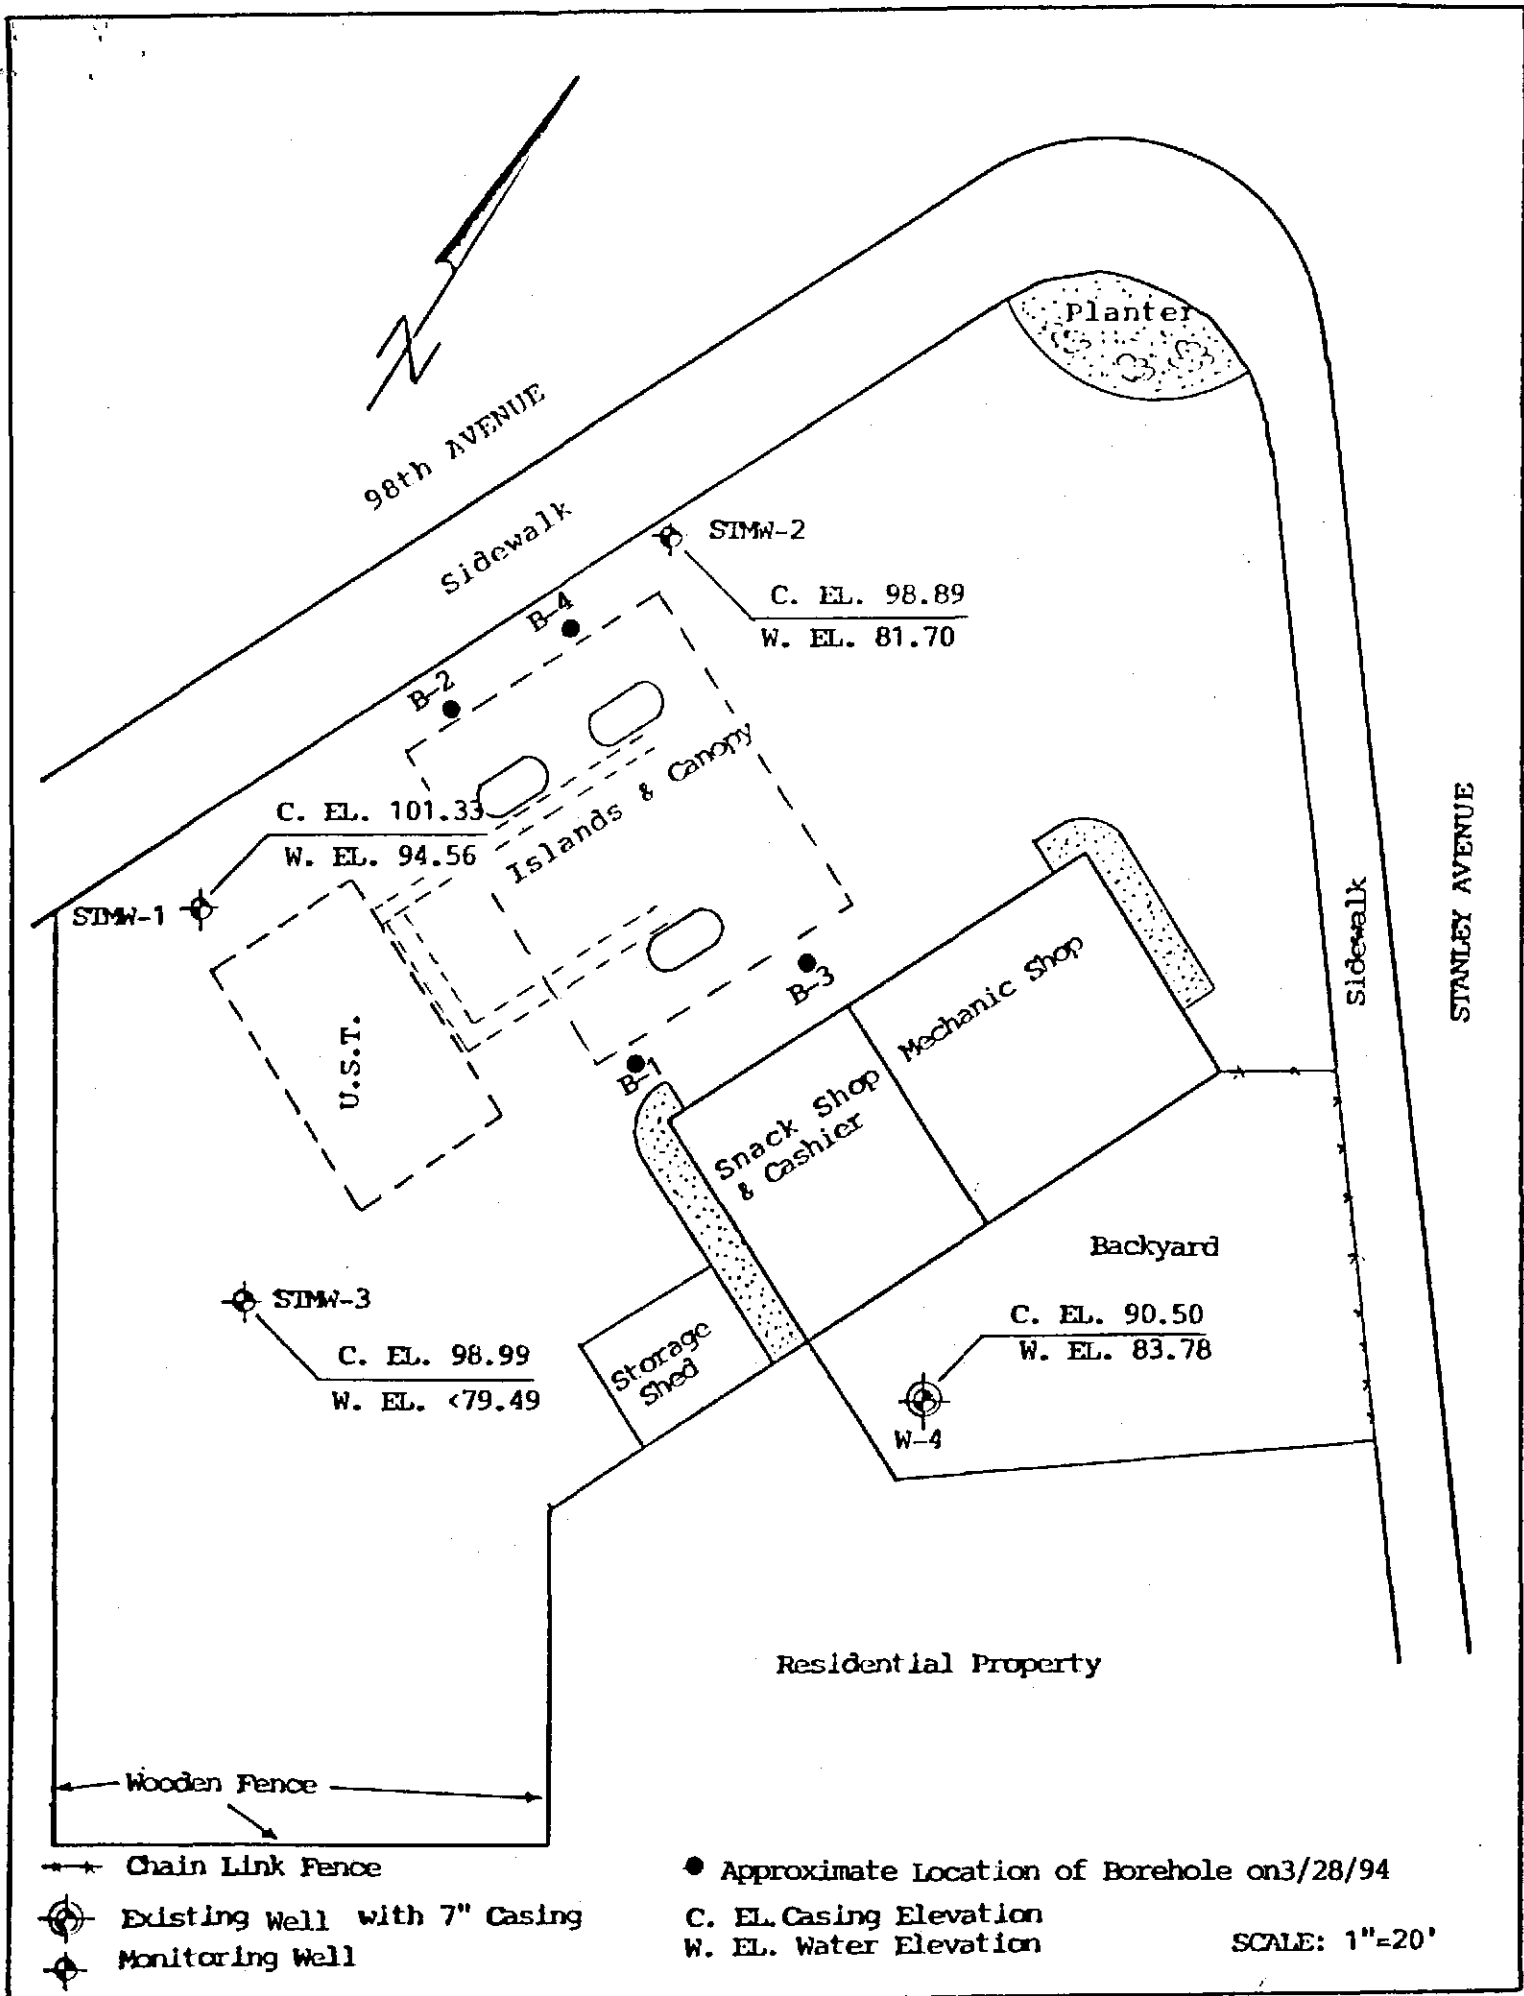 N
98th AVENUE
Sidewalk
Planter
STMW-2
C. EL. 98.89
W. EL. 81.70
B-4
B-2
Islands & Canopy
C. EL. 101.33
W. EL. 94.56
STMW-1
U.S.T.
B-3
B-1
Mechanic Shop
Snack Shop
& Cashier
Sidewalk
STANLEY AVENUE
Backyard
STMW-3
C. EL. 98.99
W. EL. <79.49
Storage
Shed
C. EL. 90.50
W. EL. 83.78
W-4
Residential Property
Wooden Fence
Chain Link Fence
Existing Well with 7" Casing
Monitoring Well
Approximate Location of Borehole on3/28/94
C. EL. Casing Elevation
W. EL. Water Elevation
SCALE: 1"=20'